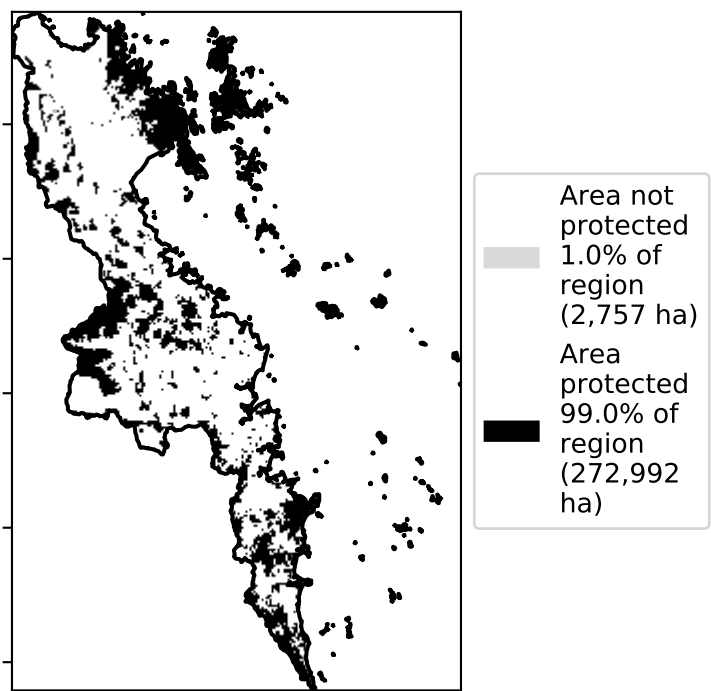 Area not
protected
1.0% of
region
(2,757 ha)
Area
protected
99.0% of
region
(272,992
ha)